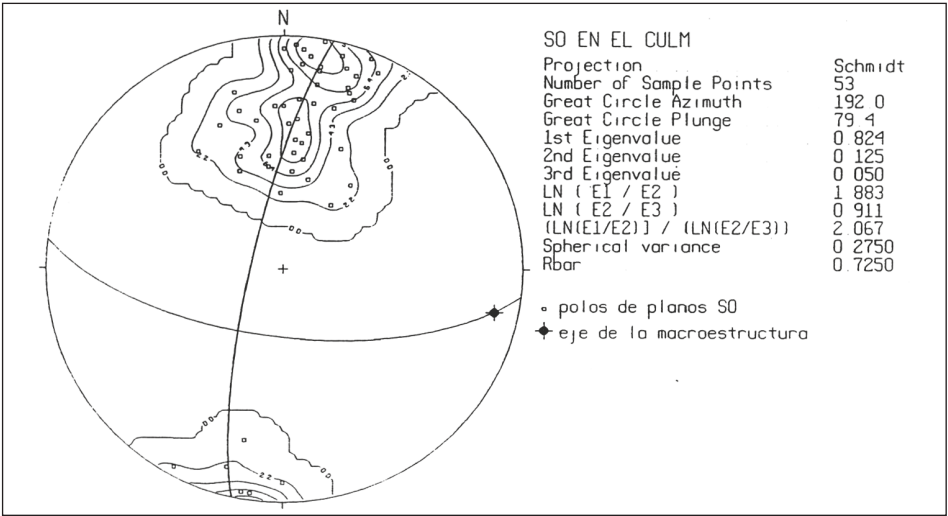 N
SO EN EL CULM
Projection Schmidt
Number of Sample Points 53
Great Circle Azimuth 192 0
Great Circle Plunge 79 4
1st Eigenvalue 0 824
2nd Eigenvalue 0 125
3rd Eigenvalue 0 050
LN ( E1 / E2 ) 1 883
LN ( E2 / E3 ) 0 911
(LN(E1/E2)) / (LN(E2/E3)) 2 067
Spherical variance 0 2750
Rbar 0 7250
polos de planos SO
eje de la macroestructura